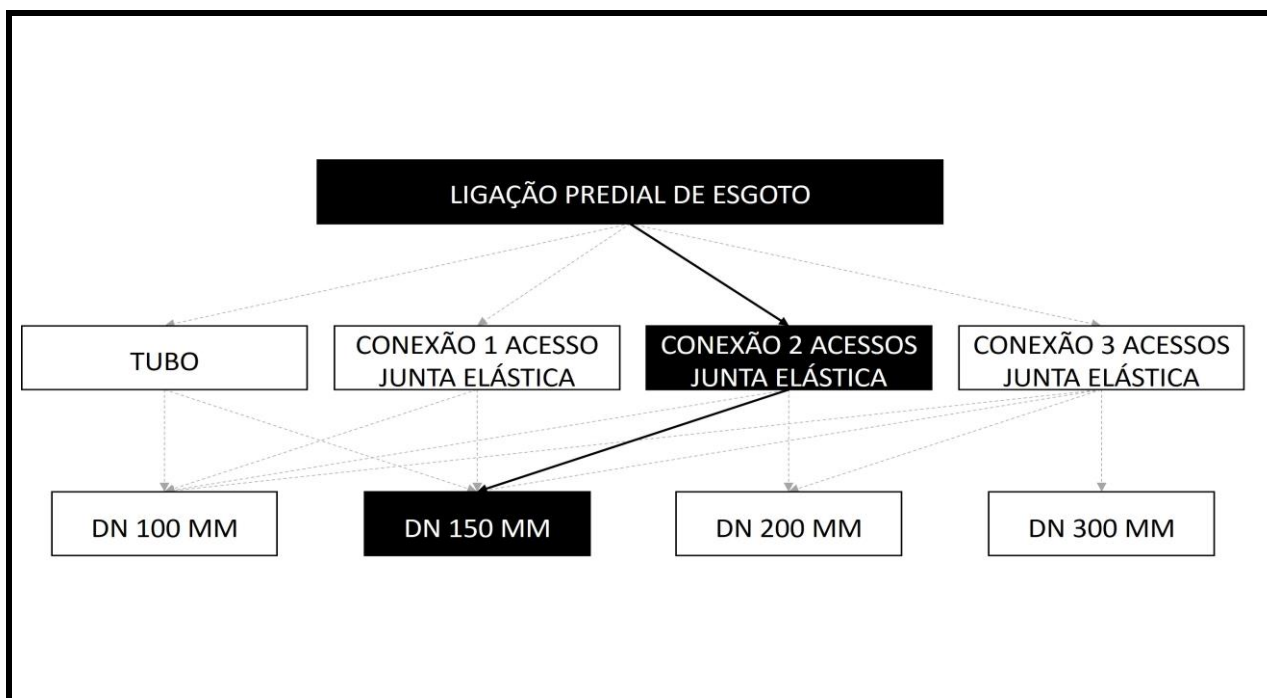 LIGAÇÃO PREDIAL DE ESGOTO
TUBO
CONEXÃO 1 ACESSO
JUNTA ELÁSTICA
CONEXÃO 2 ACESSOS
JUNTA ELÁSTICA
CONEXÃO 3 ACESSOS
JUNTA ELÁSTICA
DN 100 MM
DN 150 MM
DN 200 MM
DN 300 MM